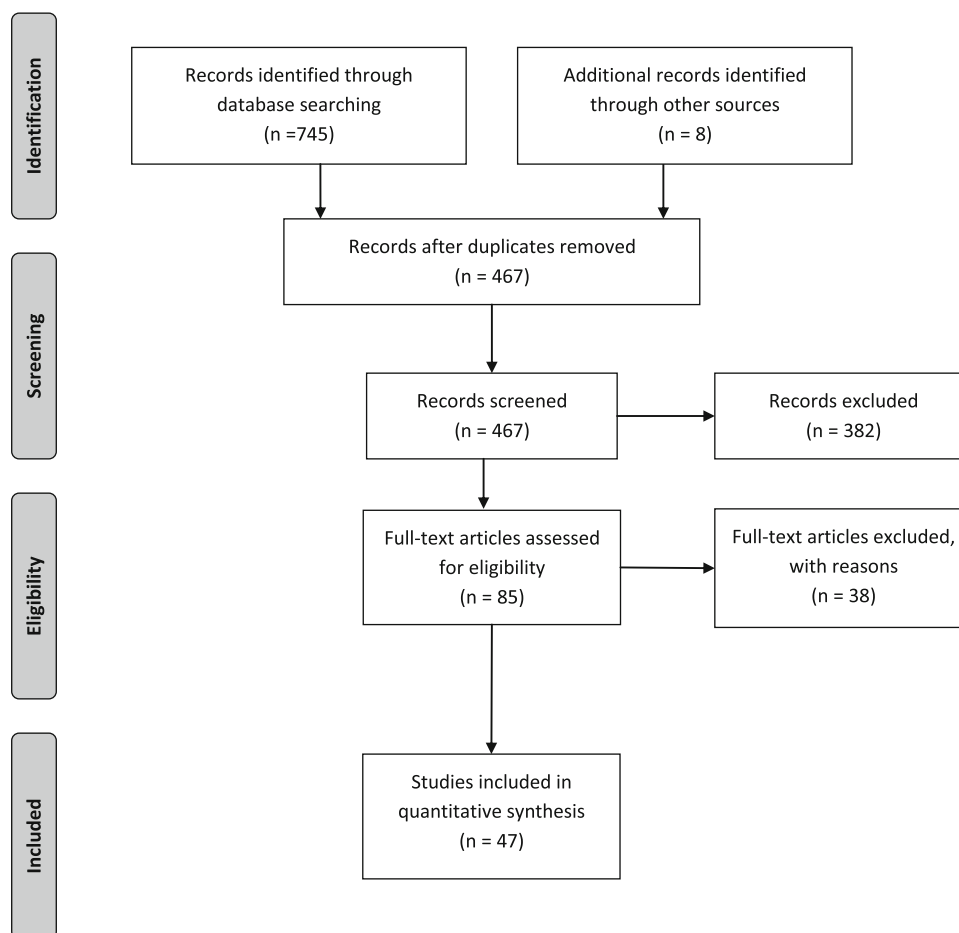 Identification
Records identified through
database searching
(n =745)
Additional records identified
through other sources
(n = 8)
Records after duplicates removed
(n = 467)
Screening
Records screened
(n = 467)
Records excluded
(n = 382)
Eligibility
Full-text articles assessed
for eligibility
(n = 85)
Full-text articles excluded,
with reasons
(n = 38)
Included
Studies included in
quantitative synthesis
(n = 47)